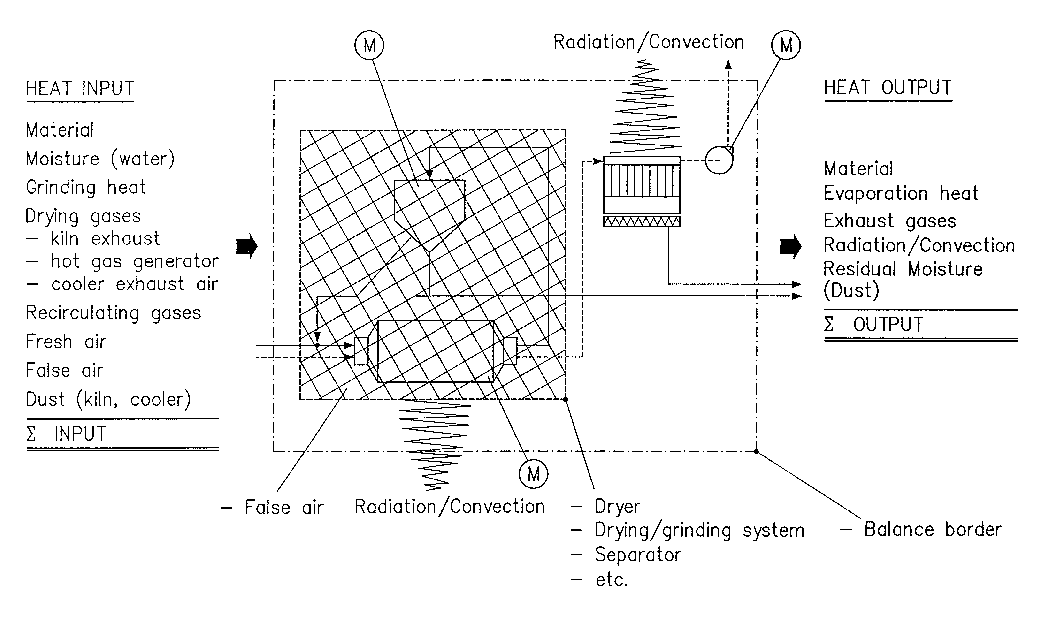 M
Radiation/Convection
M
HEAT INPUT
Material
Moisture (water)
Grinding heat
Drying gases
– kiln exhaust
– hot gas generator
– cooler exhaust air
Recirculating gases
Fresh air
False air
Dust (kiln, cooler)
Σ INPUT
HEAT OUTPUT
Material
Evaporation heat
Exhaust gases
Radiation/Convection
Residual Moisture
(Dust)
Σ OUTPUT
M
– False air
Radiation/Convection
– Dryer
– Drying/grinding system
– Separator
– etc.
– Balance border